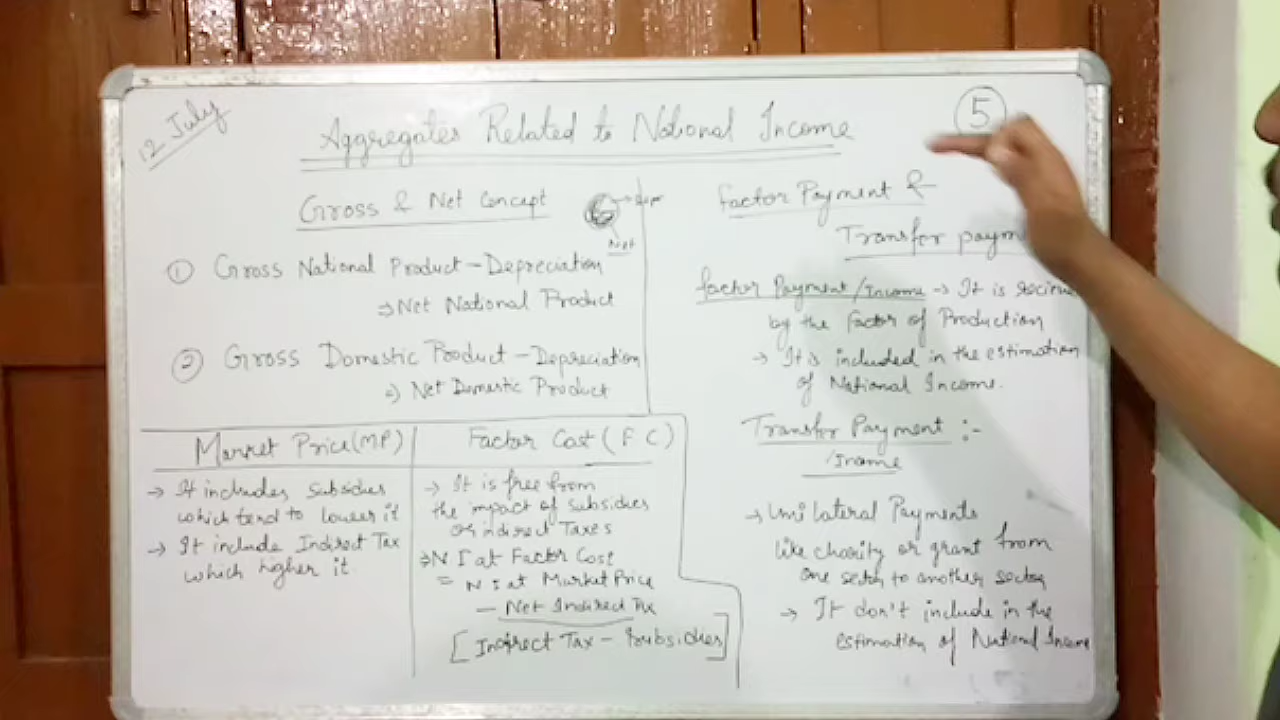 12 July
5
Aggregates Related to National Income
Gross & Net Concept
Net
① Gross National Product - Depreciation
⇒ Net National Product
② Gross Domestic Product - Depreciation
⇒ Net Domestic Product
Market Price (MP)
→ It includes Subsidies
which tend to lower it
→ It include Indirect Tax
which higher it
Factor Cost (FC)
→ It is free from
the impact of subsidies
or indirect Taxes
⇒ N I at Factor Cost
= N I at Market Price
- Net Indirect Tax
[Indirect Tax - Subsidies]
Factor Payment &
Transfer paym
Factor Payment/Income → It is
by the Factor of Production
→ It is included in the estimation
of National Income.
Transfer Payment :-
/Income
→ Unilateral Payments
like charity or grant from
one sector to another sector
→ It don't include in the
estimation of National Income